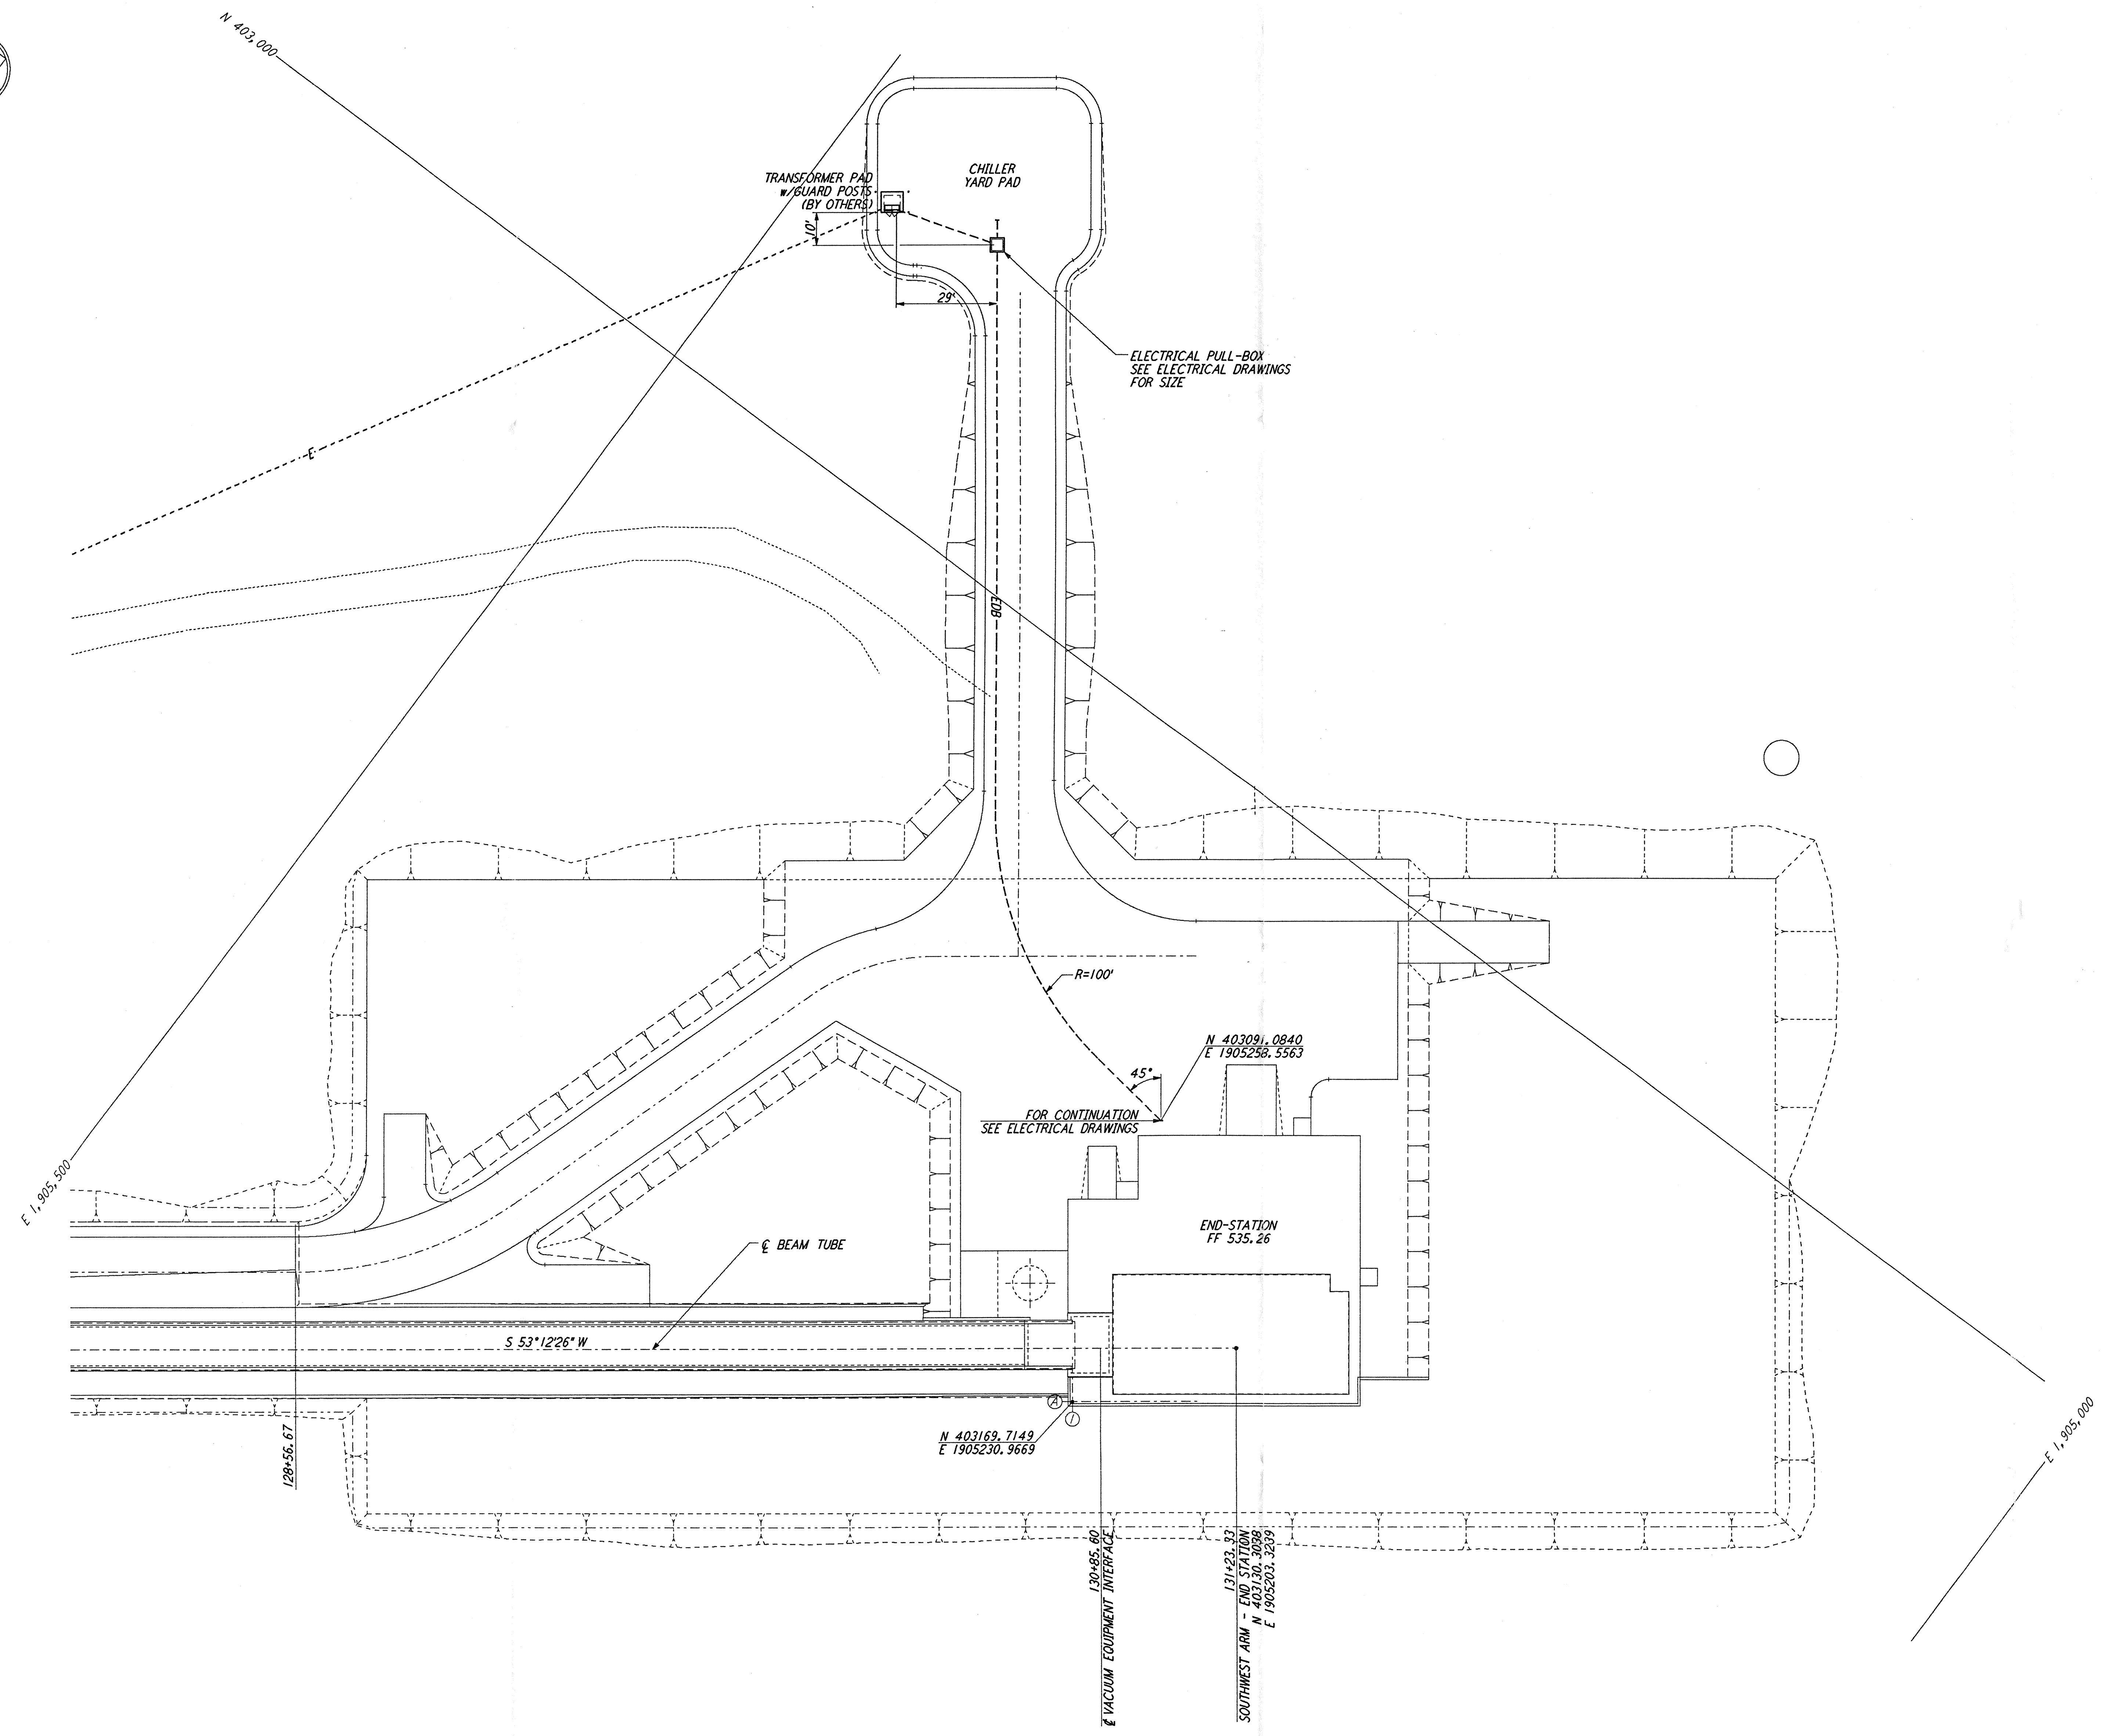 N 403,000
TRANSFORMER PAD
w/GUARD POSTS
(BY OTHERS)
CHILLER
YARD PAD
10'
29'
ELECTRICAL PULL-BOX
SEE ELECTRICAL DRAWINGS
FOR SIZE
E
EDB
R=100'
N 403091.0840
E 1905258.5563
45°
FOR CONTINUATION
SEE ELECTRICAL DRAWINGS
E 1,905,500
℄ BEAM TUBE
END-STATION
FF 535.26
S 53°12'26" W
A
1
N 403169.7149
E 1905230.9669
128+56.67
130+85.60
℄ VACUUM EQUIPMENT INTERFACE
131+23.33
SOUTHWEST ARM - END STATION
N 403130.3098
E 1905203.3239
E 1,905,000